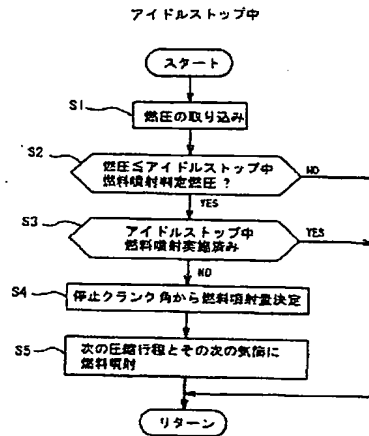 アイドルストップ中
スタート
S1
燃圧の取り込み
S2
燃圧≦アイドルストップ中
燃料噴射判定燃圧?
NO
YES
S3
アイドルストップ中
燃料噴射実施済み
YES
NO
S4
停止クランク角から燃料噴射量決定
S5
次の圧縮行程とその次の気筒に
燃料噴射
リターン